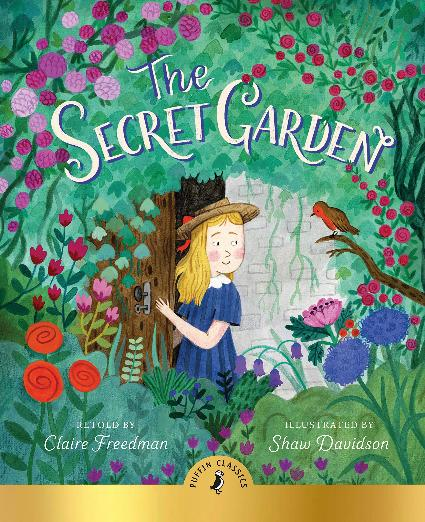 The
SECRET GARDEN
RETOLD BY
Claire Freedman
ILLUSTRATED BY
Shaw Davidson
PUFFIN CLASSICS